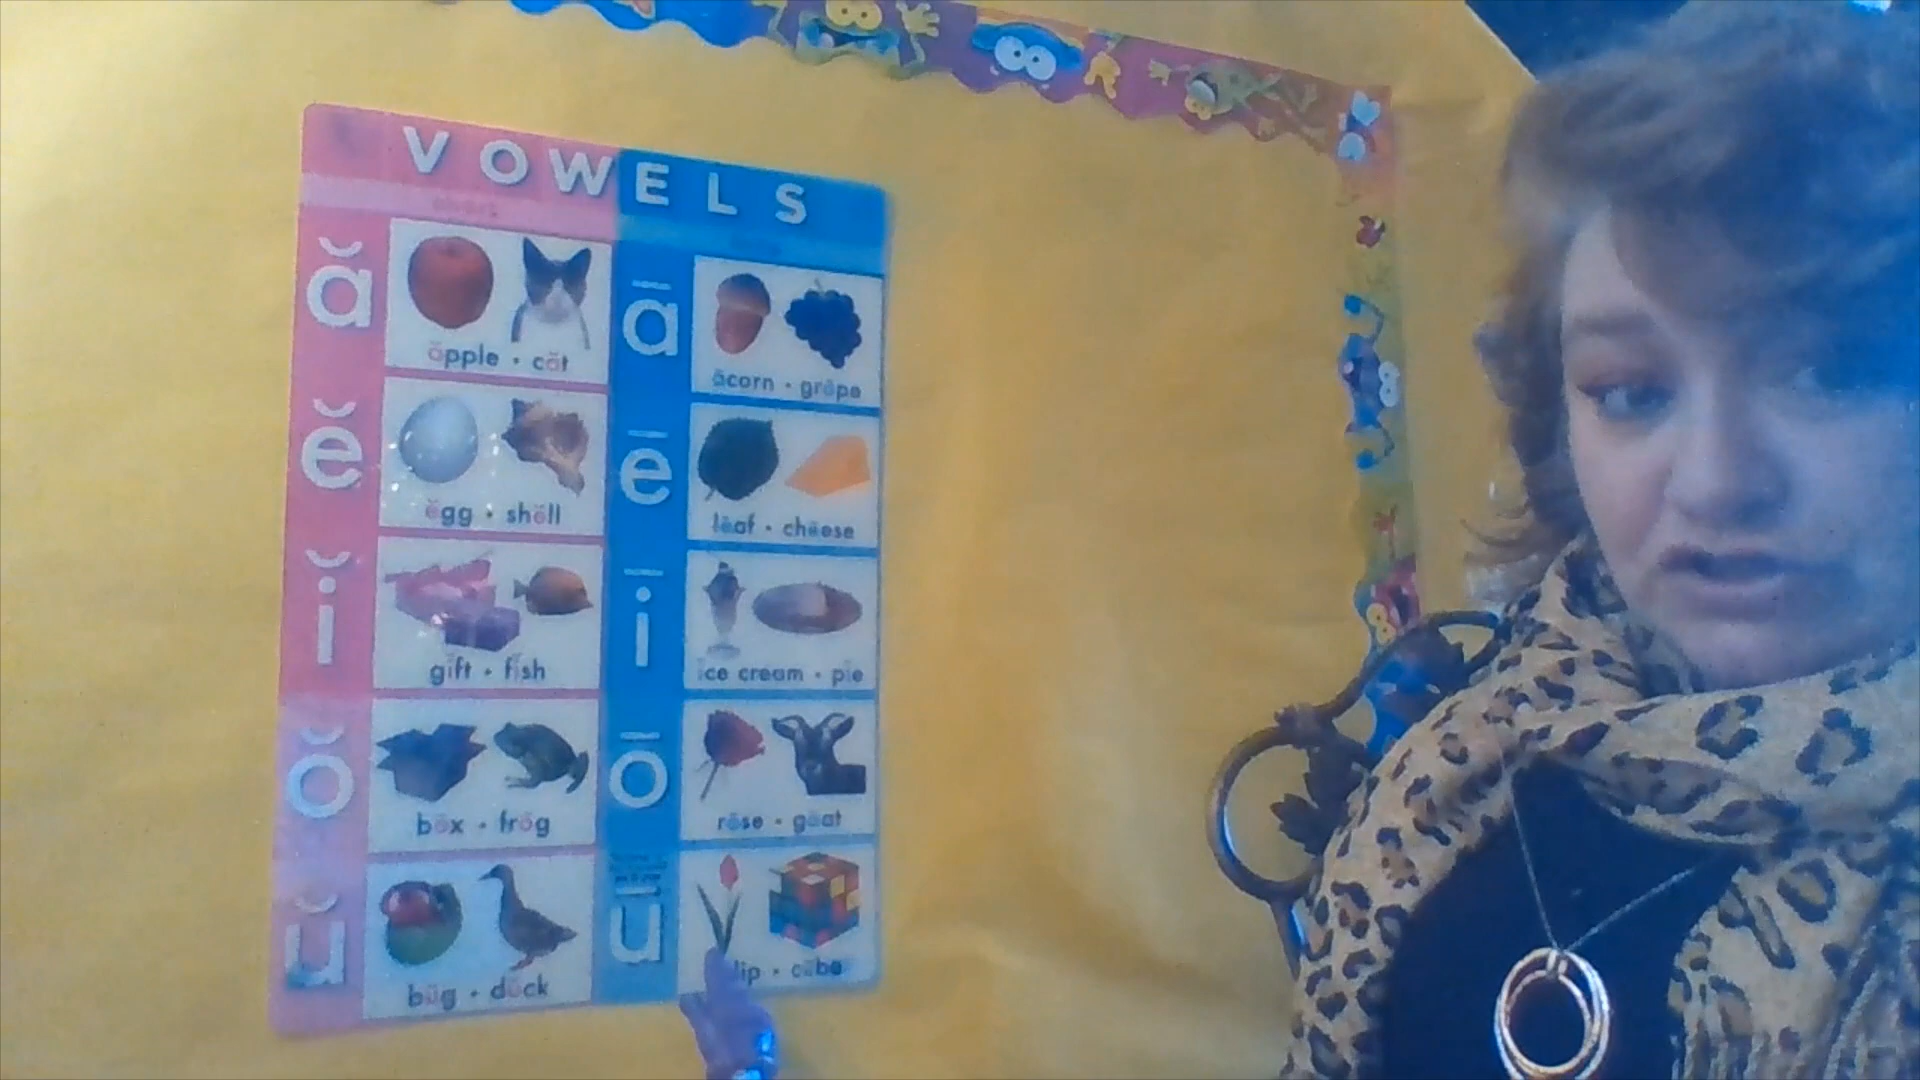 VOWELS
ă
ăpple • căt
ā
ācorn • grāpe
ĕ
ĕgg • shĕll
ē
lēaf • chēese
ĭ
gĭft • fĭsh
ī
īce cream • pīe
ŏ
bŏx • frŏg
ō
rōse • gōat
ŭ
bŭg • dŭck
ū
lip • cūbe